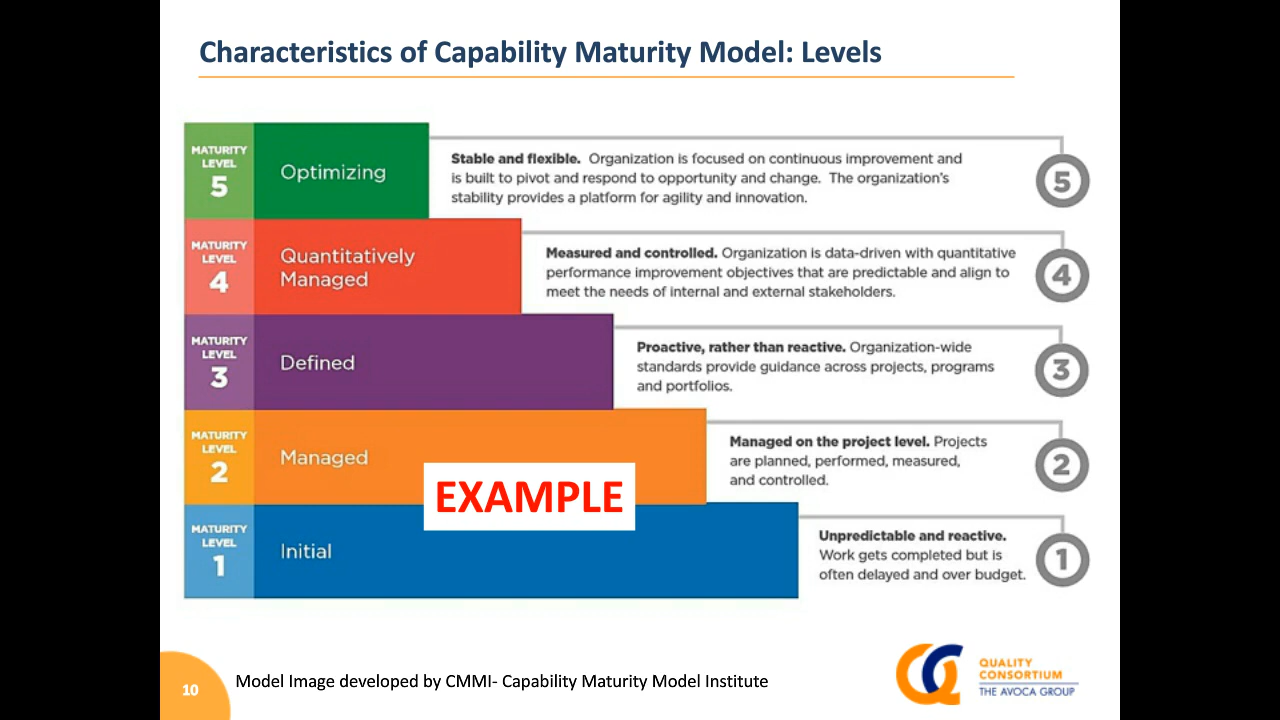 Characteristics of Capability Maturity Model: Levels
MATURITY
LEVEL
5
Optimizing
Stable and flexible. Organization is focused on continuous improvement and
is built to pivot and respond to opportunity and change. The organization's
stability provides a platform for agility and innovation.
5
MATURITY
LEVEL
4
Quantitatively
Managed
Measured and controlled. Organization is data-driven with quantitative
performance improvement objectives that are predictable and align to
meet the needs of internal and external stakeholders.
4
MATURITY
LEVEL
3
Defined
Proactive, rather than reactive. Organization-wide
standards provide guidance across projects, programs
and portfolios.
3
MATURITY
LEVEL
2
Managed
Managed on the project level. Projects
are planned, performed, measured,
and controlled.
2
EXAMPLE
MATURITY
LEVEL
1
Initial
Unpredictable and reactive.
Work gets completed but is
often delayed and over budget.
1
10
Model Image developed by CMMI- Capability Maturity Model Institute
QUALITY
CONSORTIUM
THE AVOCA GROUP